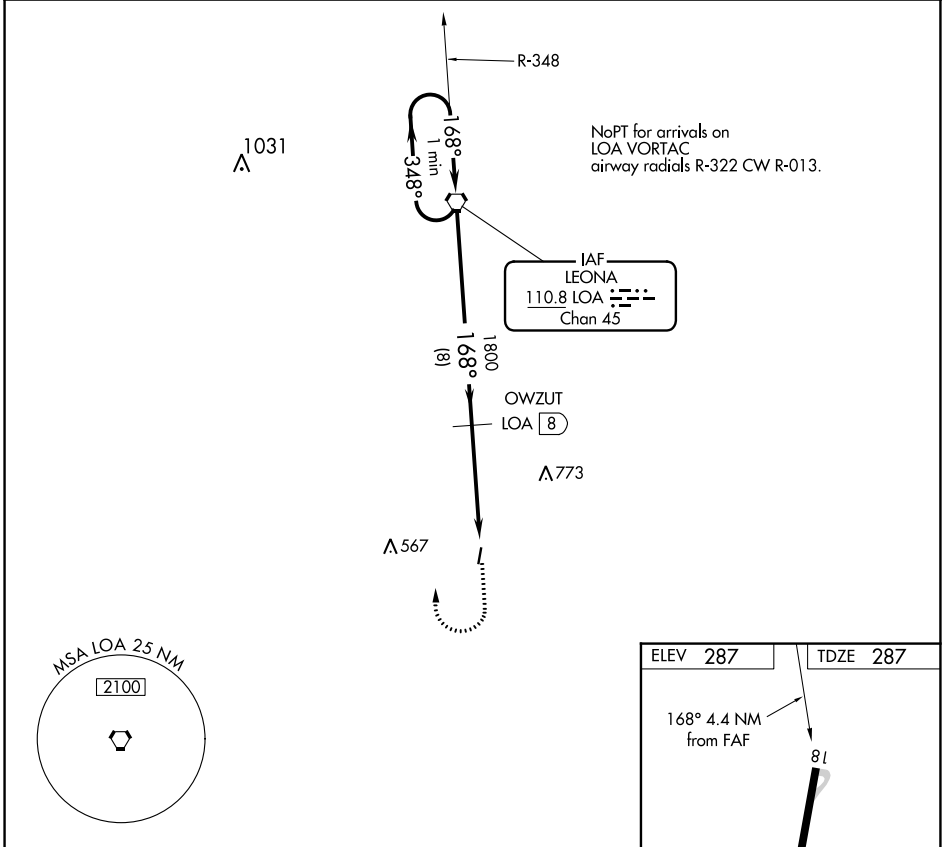 R-348
1031
168°
1 min
348°
NoPT for arrivals on
LOA VORTAC
airway radials R-322 CW R-013.
IAF
LEONA
110.8 LOA
Chan 45
1800
168°
(8)
OWZUT
LOA 8
773
567
MSA LOA 25 NM
2100
ELEV 287
TDZE 287
168° 4.4 NM
from FAF
18